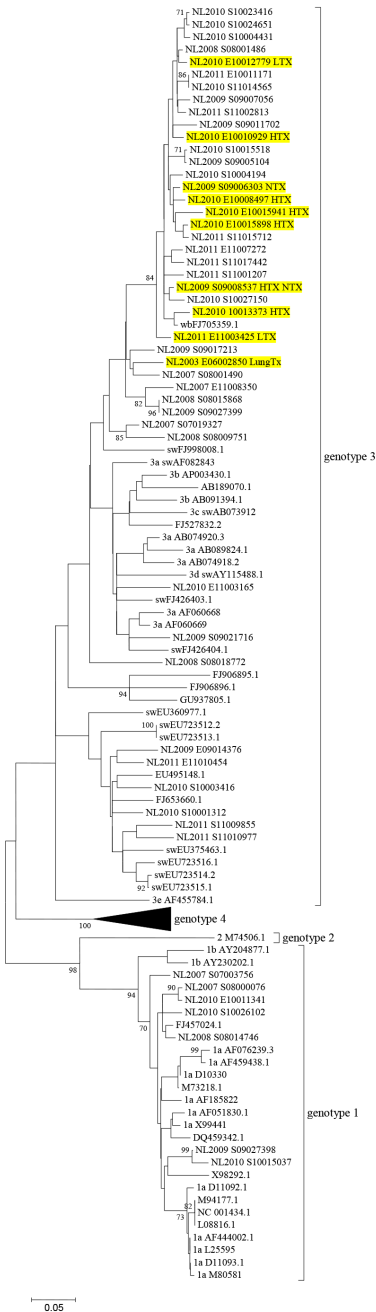 71
NL2010 S10023416
NL2010 S10024651
NL2010 S10004431
NL2008 S08001486
NL2010 E10012779 LTX
86
NL2011 E10011171
NL2010 S11014565
NL2009 S09007056
NL2011 S11002813
NL2009 S09011702
NL2010 E10010929 HTX
71
NL2010 S10015518
NL2009 S09005104
NL2010 S10004194
NL2009 S09006303 NTX
NL2010 E10008497 HTX
NL2010 E10015941 HTX
NL2010 E10015898 HTX
NL2011 S11015712
NL2011 E11007272
NL2011 S11017442
NL2011 S11001207
84
NL2009 S09008537 HTX NTX
NL2010 S10027150
NL2010 10013373 HTX
wbFJ705359.1
NL2011 E11003425 LTX
NL2009 S09017213
NL2003 E06002850 LungTx
NL2007 S08001490
NL2007 E11008350
82
NL2008 S08015868
96
NL2009 S09027399
NL2007 S07019327
85
NL2008 S08009751
swFJ998008.1
genotype 3
3a swAF082843
3b AP003430.1
AB189070.1
3b AB091394.1
3c swAB073912
FJ527832.2
3a AB074920.3
3a AB089824.1
3a AB074918.2
3d swAY115488.1
NL2010 E11003165
swFJ426403.1
3a AF060668
3a AF060669
NL2009 S09021716
swFJ426404.1
NL2008 S08018772
FJ906895.1
94
FJ906896.1
GU937805.1
swEU360977.1
100
swEU723512.2
swEU723513.1
NL2009 E09014376
NL2011 E11010454
EU495148.1
NL2010 S10003416
FJ653660.1
NL2010 S10001312
NL2011 S11009855
NL2011 S11010977
swEU375463.1
swEU723516.1
swEU723514.2
92
swEU723515.1
3e AF455784.1
100
genotype 4
2 M74506.1
genotype 2
98
1b AY204877.1
1b AY230202.1
94
NL2007 S07003756
90
NL2007 S08000076
NL2010 E10011341
NL2010 S10026102
70
FJ457024.1
NL2008 S08014746
99
1a AF076239.3
1a AF459438.1
1a D10330
M73218.1
1a AF185822
genotype 1
1a AF051830.1
1a X99441
DQ459342.1
99
NL2009 S09027398
NL2010 S10015037
X98292.1
1a D11092.1
82
M94177.1
NC 001434.1
73
L08816.1
1a AF444002.1
1a L25595
1a D11093.1
1a M80581
0.05